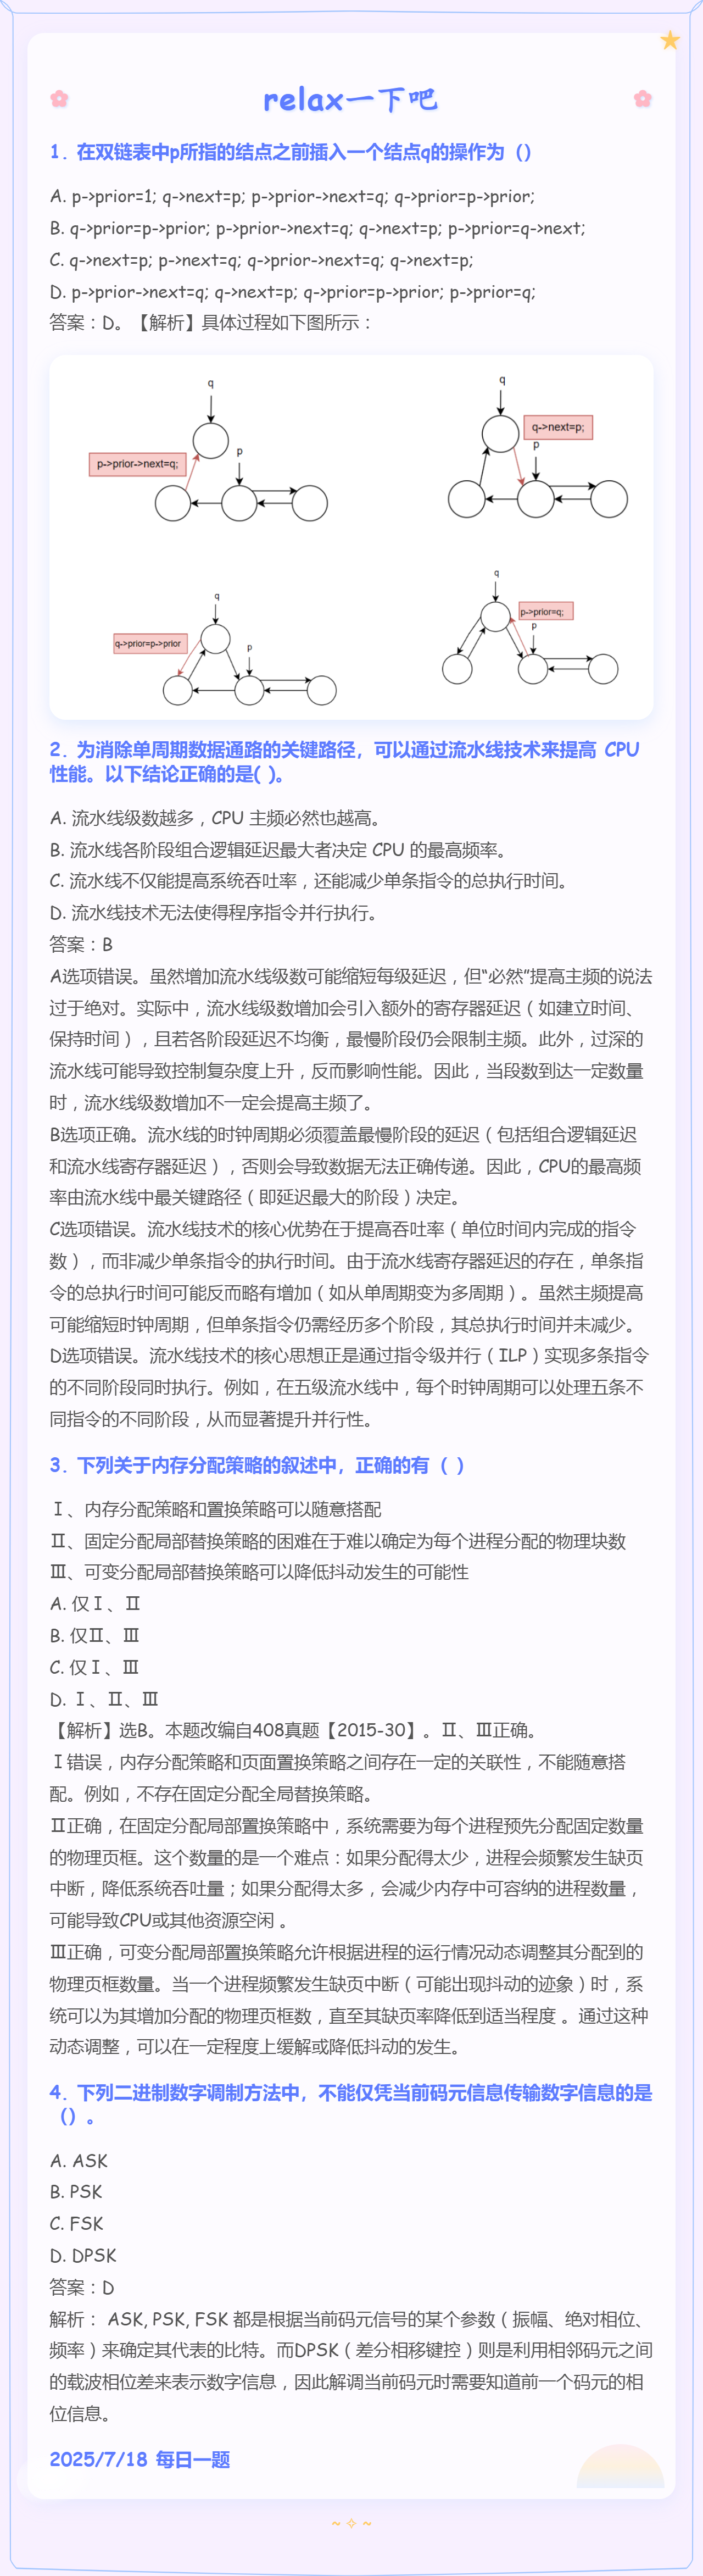 relax一下吧
1. 在双链表中p所指的结点之前插入一个结点q的操作为（）
A. p->prior=1; q->next=p; p->prior->next=q; q->prior=p->prior;
B. q->prior=p->prior; p->prior->next=q; q->next=p; p->prior=q->next;
C. q->next=p; p->next=q; q->prior->next=q; q->next=p;
D. p->prior->next=q; q->next=p; q->prior=p->prior; p->prior=q;
答案：D。【解析】具体过程如下图所示：
q
p->prior->next=q;
p
q
q->next=p;
p
q
q->prior=p->prior
p
q
p->prior=q;
p
2. 为消除单周期数据通路的关键路径，可以通过流水线技术来提高 CPU
性能。以下结论正确的是( )。
A. 流水线级数越多，CPU 主频必然也越高。
B. 流水线各阶段组合逻辑延迟最大者决定 CPU 的最高频率。
C. 流水线不仅能提高系统吞吐率，还能减少单条指令的总执行时间。
D. 流水线技术无法使得程序指令并行执行。
答案：B
A选项错误。虽然增加流水线级数可能缩短每级延迟，但“必然”提高主频的说法
过于绝对。实际中，流水线级数增加会引入额外的寄存器延迟（如建立时间、
保持时间），且若各阶段延迟不均衡，最慢阶段仍会限制主频。此外，过深的
流水线可能导致控制复杂度上升，反而影响性能。因此，当段数到达一定数量
时，流水线级数增加不一定会提高主频了。
B选项正确。流水线的时钟周期必须覆盖最慢阶段的延迟（包括组合逻辑延迟
和流水线寄存器延迟），否则会导致数据无法正确传递。因此，CPU的最高频
率由流水线中最关键路径（即延迟最大的阶段）决定。
C选项错误。流水线技术的核心优势在于提高吞吐率（单位时间内完成的指令
数），而非减少单条指令的执行时间。由于流水线寄存器延迟的存在，单条指
令的总执行时间可能反而略有增加（如从单周期变为多周期）。虽然主频提高
可能缩短时钟周期，但单条指令仍需经历多个阶段，其总执行时间并未减少。
D选项错误。流水线技术的核心思想正是通过指令级并行（ILP）实现多条指令
的不同阶段同时执行。例如，在五级流水线中，每个时钟周期可以处理五条不
同指令的不同阶段，从而显著提升并行性。
3. 下列关于内存分配策略的叙述中，正确的有（ ）
Ⅰ、内存分配策略和置换策略可以随意搭配
Ⅱ、固定分配局部替换策略的困难在于难以确定为每个进程分配的物理块数
Ⅲ、可变分配局部替换策略可以降低抖动发生的可能性
A. 仅Ⅰ、Ⅱ
B. 仅Ⅱ、Ⅲ
C. 仅Ⅰ、Ⅲ
D. Ⅰ、Ⅱ、Ⅲ
【解析】选B。本题改编自408真题【2015-30】。Ⅱ、Ⅲ正确。
Ⅰ错误，内存分配策略和页面置换策略之间存在一定的关联性，不能随意搭
配。例如，不存在固定分配全局替换策略。
Ⅱ正确，在固定分配局部置换策略中，系统需要为每个进程预先分配固定数量
的物理页框。这个数量的是一个难点：如果分配得太少，进程会频繁发生缺页
中断，降低系统吞吐量；如果分配得太多，会减少内存中可容纳的进程数量，
可能导致CPU或其他资源空闲 。
Ⅲ正确，可变分配局部置换策略允许根据进程的运行情况动态调整其分配到的
物理页框数量。当一个进程频繁发生缺页中断（可能出现抖动的迹象）时，系
统可以为其增加分配的物理页框数，直至其缺页率降低到适当程度 。通过这种
动态调整，可以在一定程度上缓解或降低抖动的发生。
4. 下列二进制数字调制方法中，不能仅凭当前码元信息传输数字信息的是
（）。
A. ASK
B. PSK
C. FSK
D. DPSK
答案：D
解析： ASK, PSK, FSK 都是根据当前码元信号的某个参数（振幅、绝对相位、
频率）来确定其代表的比特。而DPSK（差分相移键控）则是利用相邻码元之间
的载波相位差来表示数字信息，因此解调当前码元时需要知道前一个码元的相
位信息。
2025/7/18 每日一题